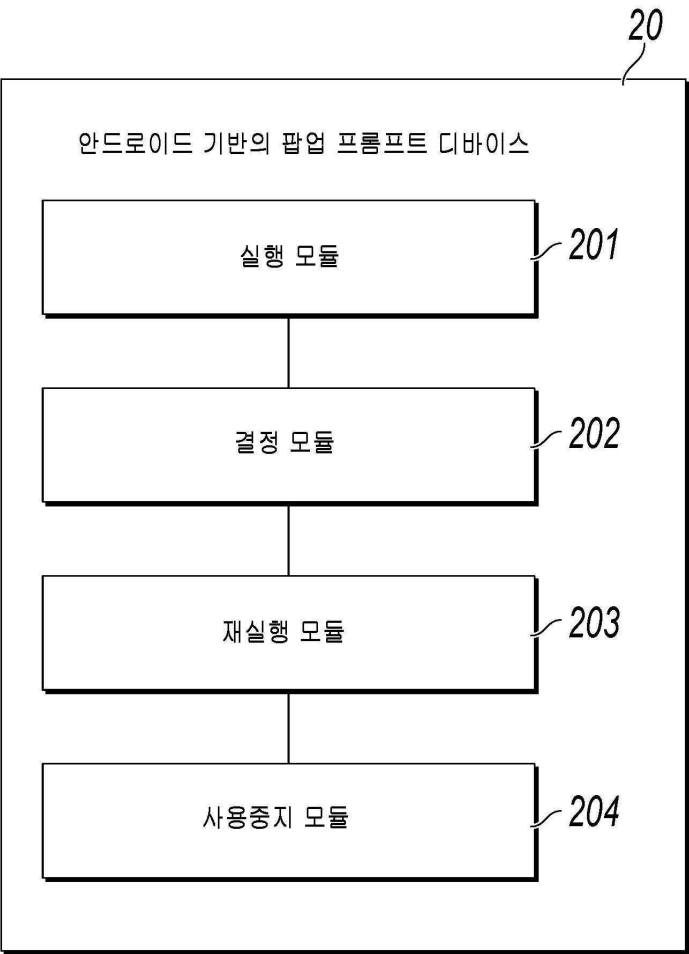 20
안드로이드 기반의 팝업 프롬프트 디바이스
실행 모듈
201
결정 모듈
202
재실행 모듈
203
사용중지 모듈
204